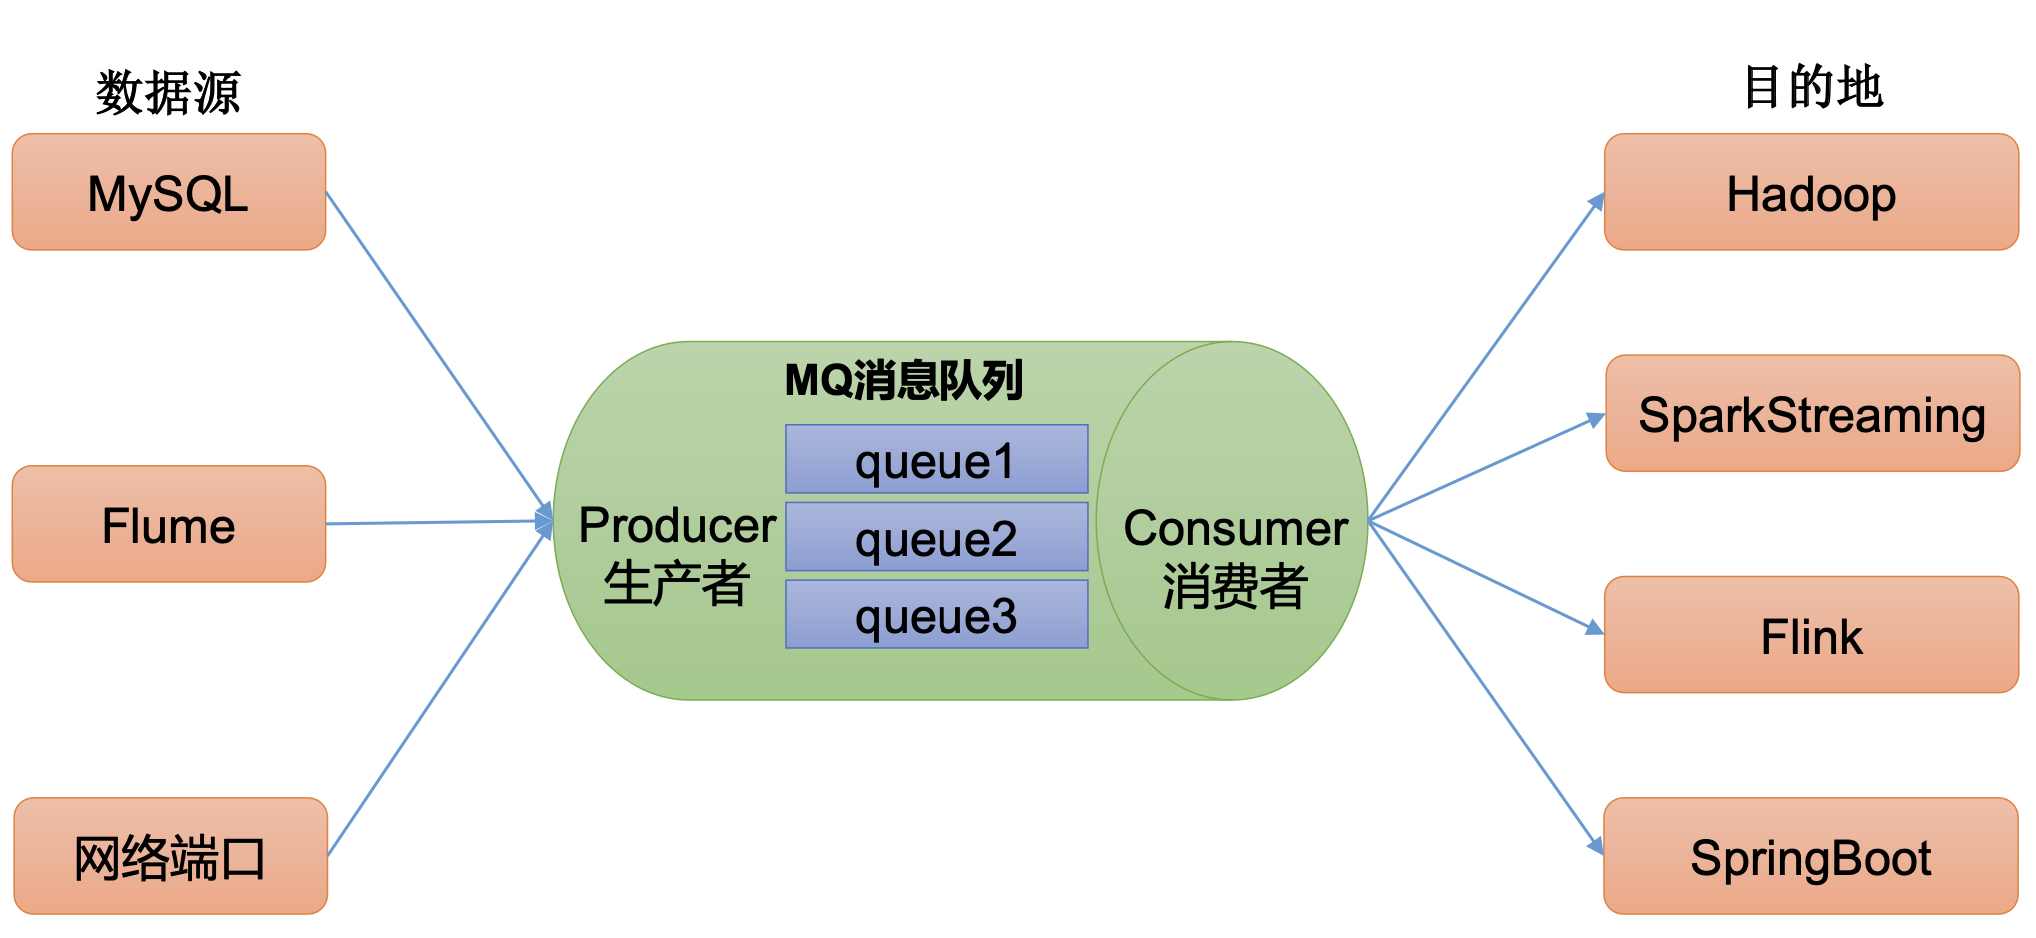 数据源
目的地
MySQL
Hadoop
MQ消息队列
SparkStreaming
queue1
Flume
Producer
生产者
queue2
Consumer
消费者
queue3
Flink
网络端口
SpringBoot